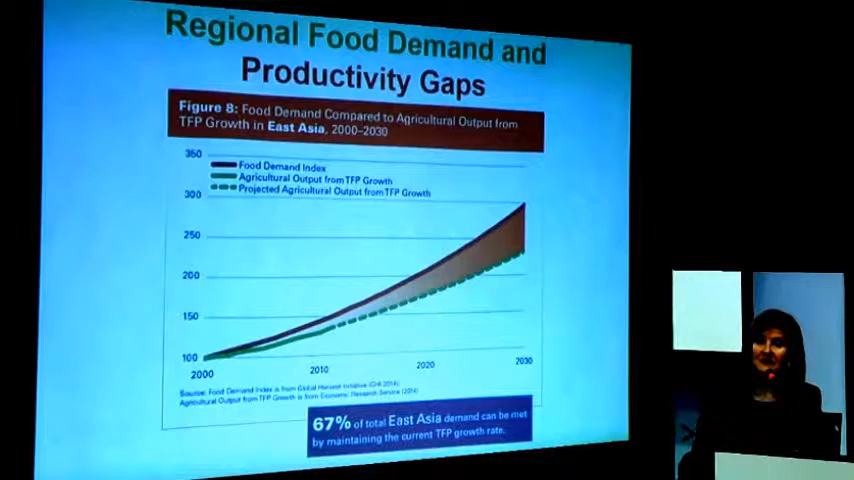 Regional Food Demand and
Productivity Gaps
Figure 8: Food Demand Compared to Agricultural Output from
TFP Growth in East Asia, 2000–2030
350
Food Demand Index
Agricultural Output from TFP Growth
Projected Agricultural Output from TFP Growth
300
250
200
150
100
2000
2010
2020
2030
Source: Food Demand Index is from Global Harvest Initiative (GHI 2014);
Agricultural Output from TFP Growth is from Economic Research Service (2014)
67% of total East Asia demand can be met
by maintaining the current TFP growth rate.